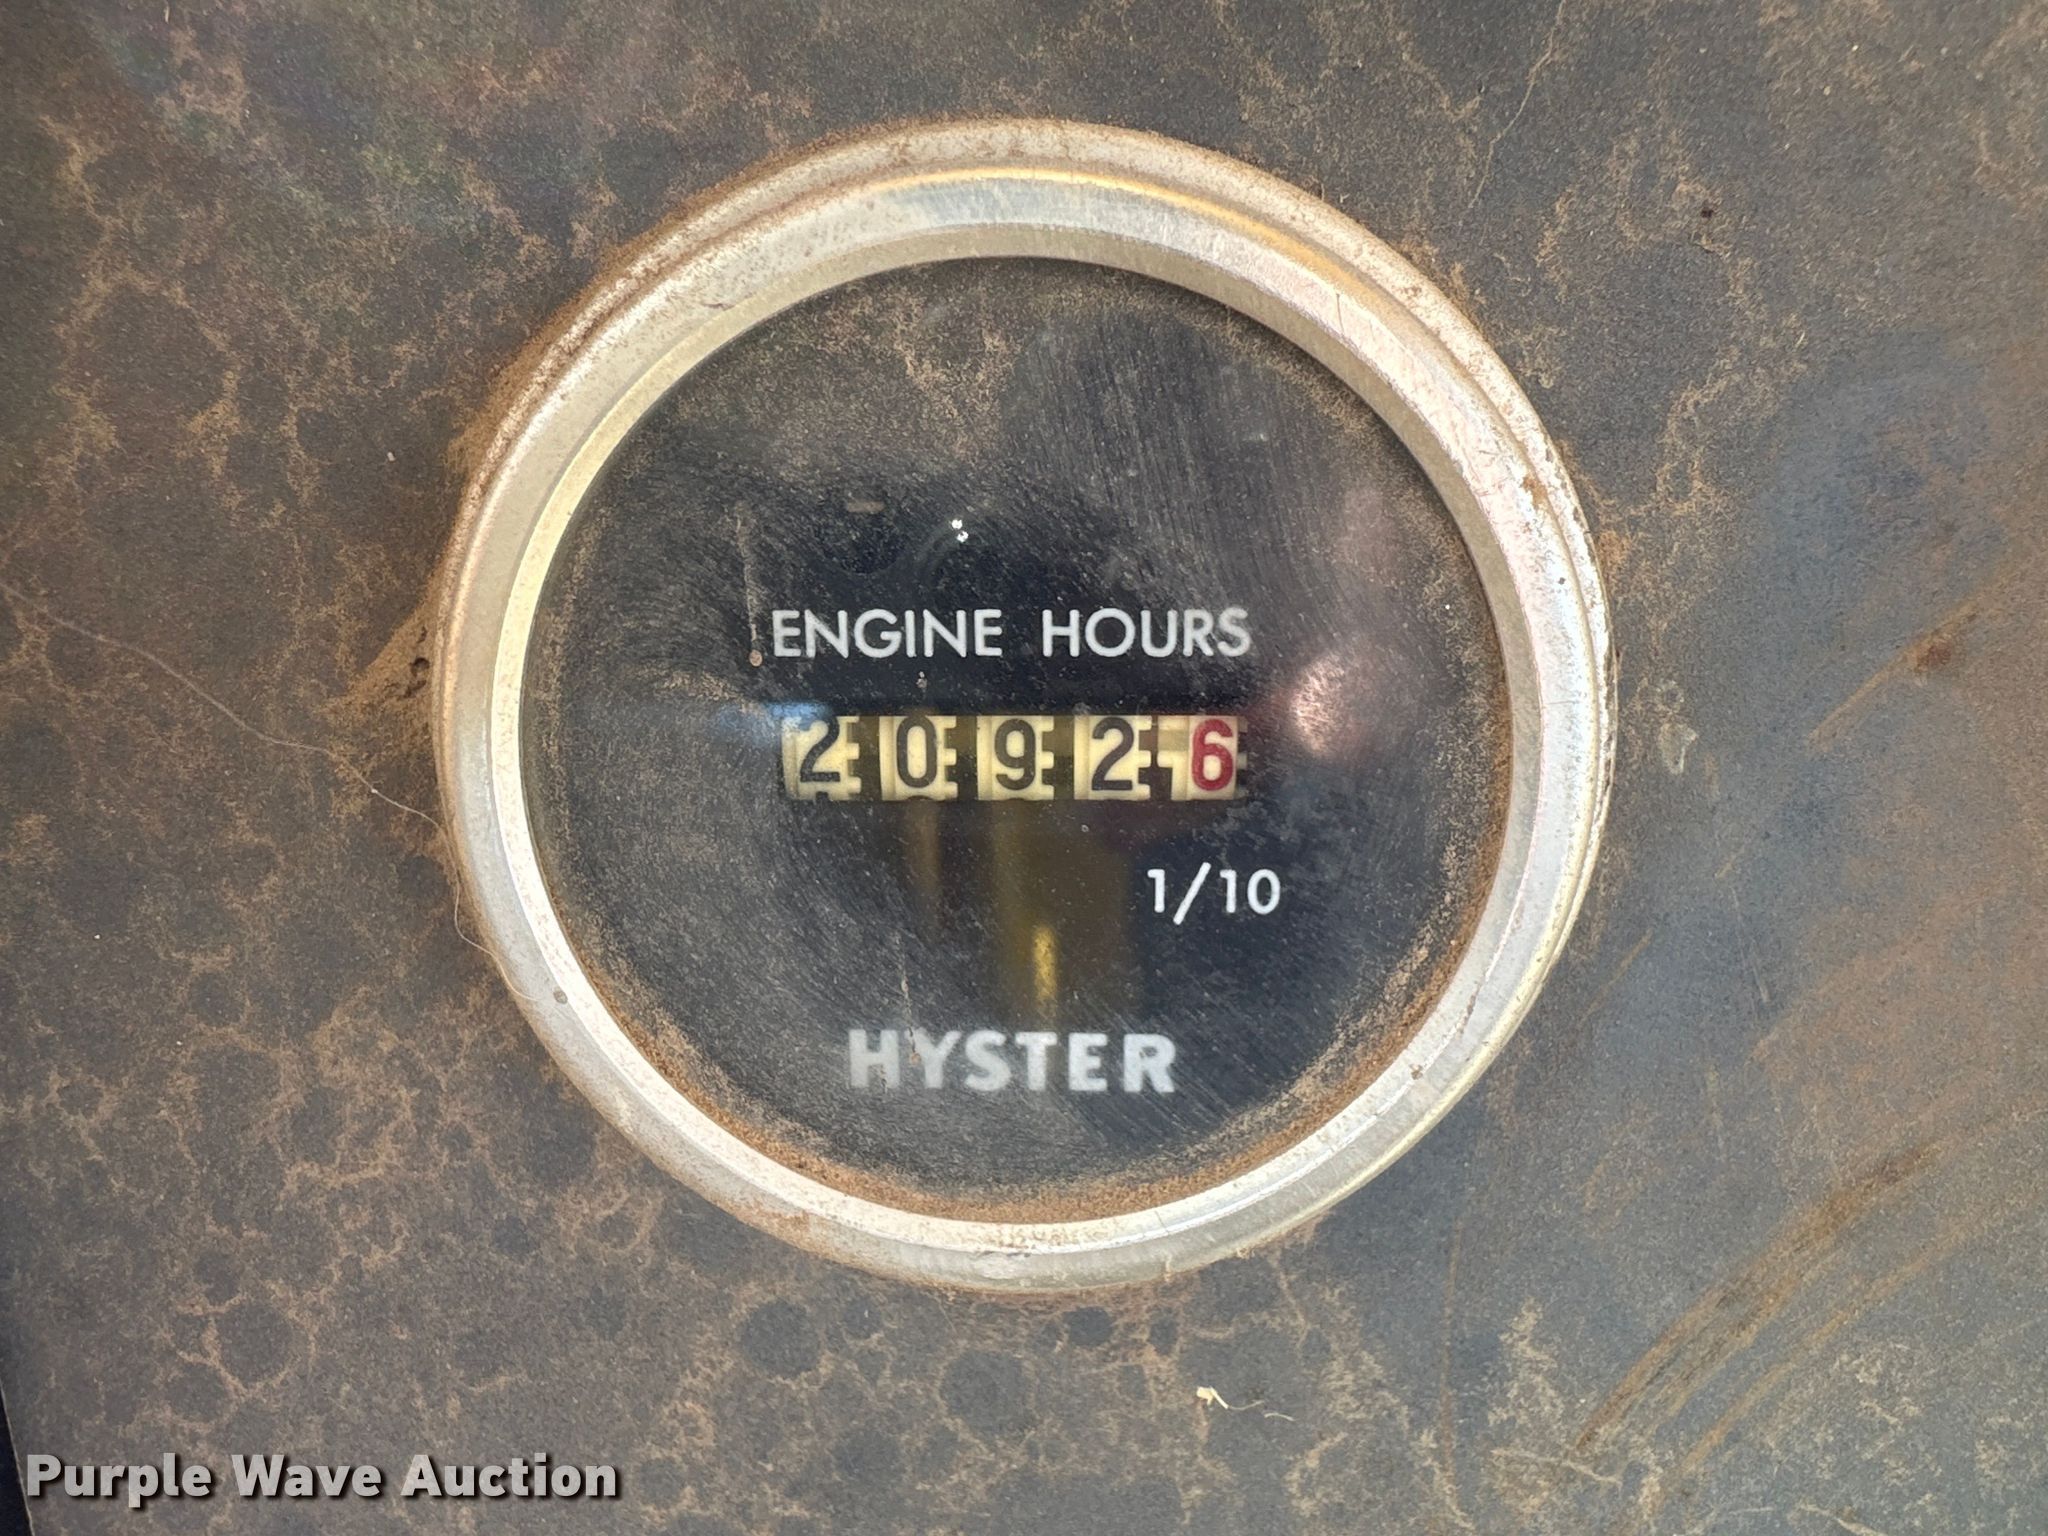 ENGINE HOURS
20926
1/10
HYSTER
Purple Wave Auction